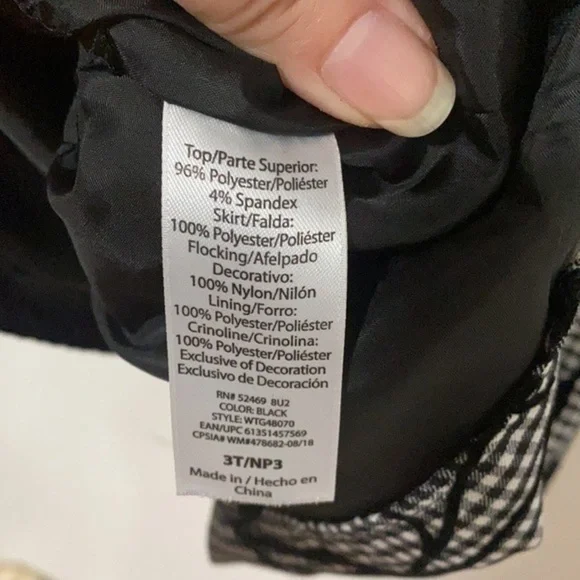 Top/Parte Superior:
96% Polyester/Poliéster
4% Spandex
Skirt/Falda:
100% Polyester/Poliéster
Flocking/Afelpado
Decorativo:
100% Nylon/Nilón
Lining/Forro:
100% Polyester/Poliéster
Crinoline/Crinolina:
100% Polyester/Poliéster
Exclusive of Decoration
Exclusivo de Decoración
RN# 52469 8U2
COLOR: BLACK
STYLE: WTG48070
EAN/UPC 61351457569
CPSIA# WM#478682-08/18
3T/NP3
Made in / Hecho en
China